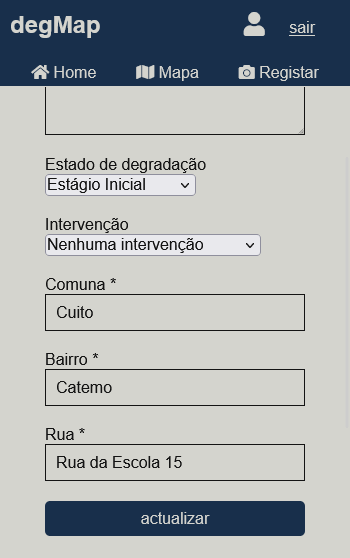 degMap
sair
Home Mapa Registar
Estado de degradação
Estágio Inicial
Intervenção
Nenhuma intervenção
Comuna *
Cuito
Bairro *
Catemo
Rua *
Rua da Escola 15
actualizar